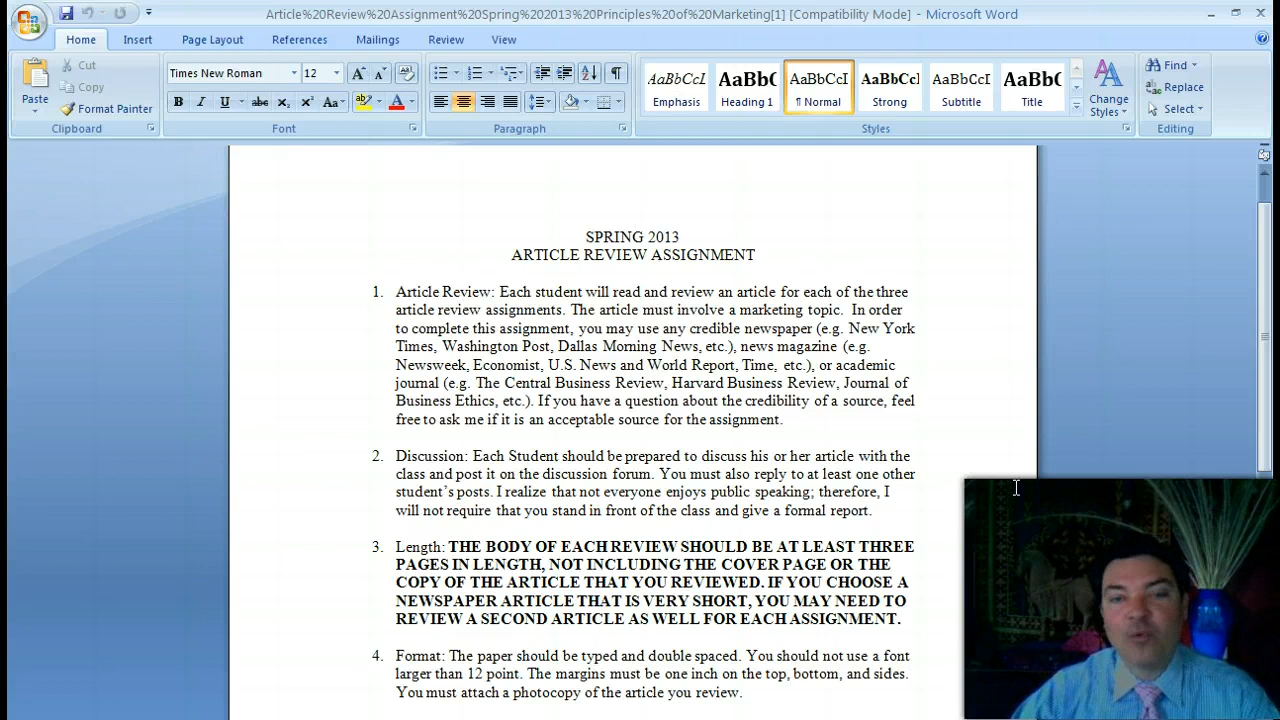 Article%20Review%20Assignment%20Spring%202013%20Principles%20of%20Marketing[1] [Compatibility Mode] - Microsoft Word
Home Insert Page Layout References Mailings Review View
Paste
Cut
Copy
Format Painter
Clipboard
Times New Roman 12
Font
Paragraph
AaBbCcI AaBb( AaBbCcI AaBbCc AaBbCcI AaBb(
Emphasis Heading 1 ¶ Normal Strong Subtitle Title
Change
Styles
Styles
Find
Replace
Select
Editing
SPRING 2013
ARTICLE REVIEW ASSIGNMENT
1. Article Review: Each student will read and review an article for each of the three
article review assignments. The article must involve a marketing topic. In order
to complete this assignment, you may use any credible newspaper (e.g. New York
Times, Washington Post, Dallas Morning News, etc.), news magazine (e.g.
Newsweek, Economist, U.S. News and World Report, Time, etc.), or academic
journal (e.g. The Central Business Review, Harvard Business Review, Journal of
Business Ethics, etc.). If you have a question about the credibility of a source, feel
free to ask me if it is an acceptable source for the assignment.
2. Discussion: Each Student should be prepared to discuss his or her article with the
class and post it on the discussion forum. You must also reply to at least one other
student's posts. I realize that not everyone enjoys public speaking; therefore, I
will not require that you stand in front of the class and give a formal report.
3. Length: THE BODY OF EACH REVIEW SHOULD BE AT LEAST THREE
PAGES IN LENGTH, NOT INCLUDING THE COVER PAGE OR THE
COPY OF THE ARTICLE THAT YOU REVIEWED. IF YOU CHOOSE A
NEWSPAPER ARTICLE THAT IS VERY SHORT, YOU MAY NEED TO
REVIEW A SECOND ARTICLE AS WELL FOR EACH ASSIGNMENT.
4. Format: The paper should be typed and double spaced. You should not use a font
larger than 12 point. The margins must be one inch on the top, bottom, and sides.
You must attach a photocopy of the article you review.